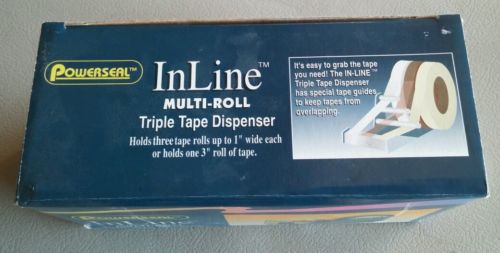 POWERSEAL™
InLine™
MULTI-ROLL
Triple Tape Dispenser
Holds three tape rolls up to 1" wide each
or holds one 3" roll of tape.
It's easy to grab the tape
you need! The IN-LINE™
Triple Tape Dispenser
has special tape guides
to keep tapes from
overlapping.
POWERSEAL
InLine